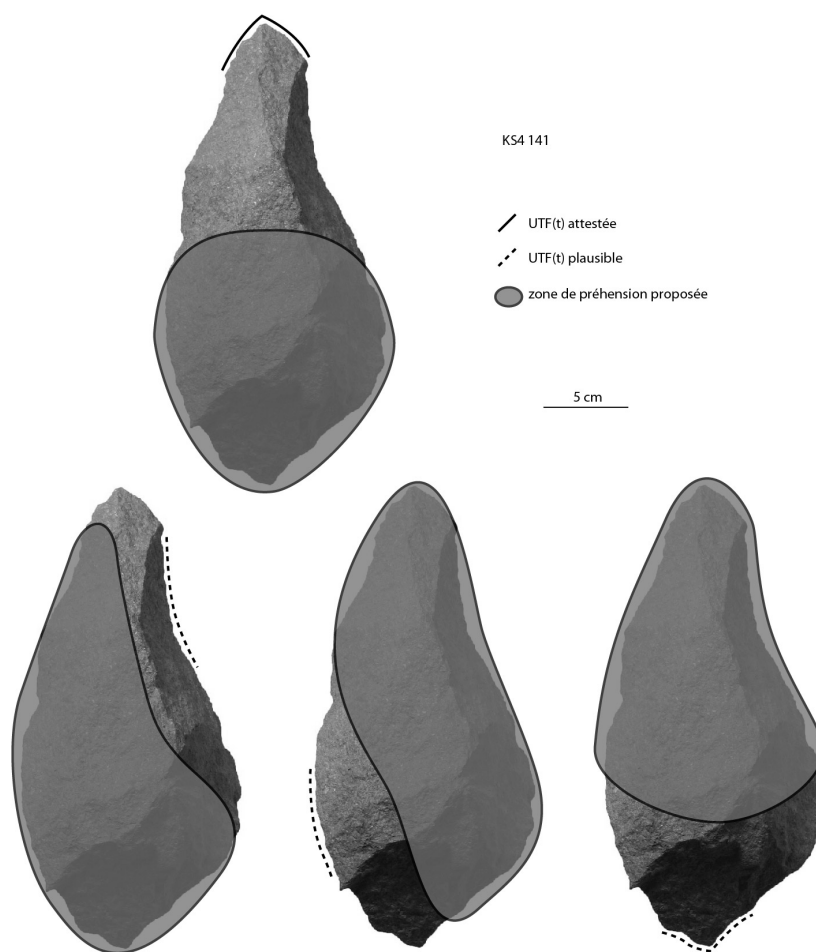 KS4 141
UTF(t) attestée
UTF(t) plausible
zone de préhension proposée
5 cm